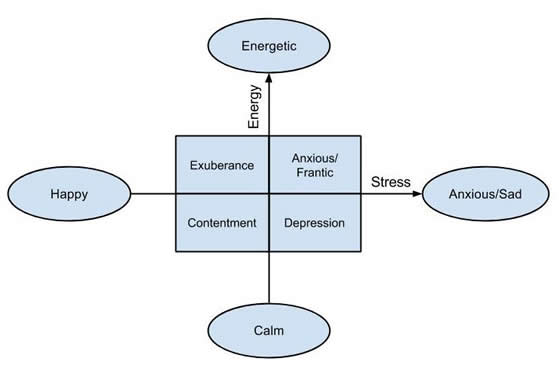 Energetic
Energy
Exuberance
Anxious/
Frantic
Stress
Happy
Anxious/Sad
Contentment
Depression
Calm